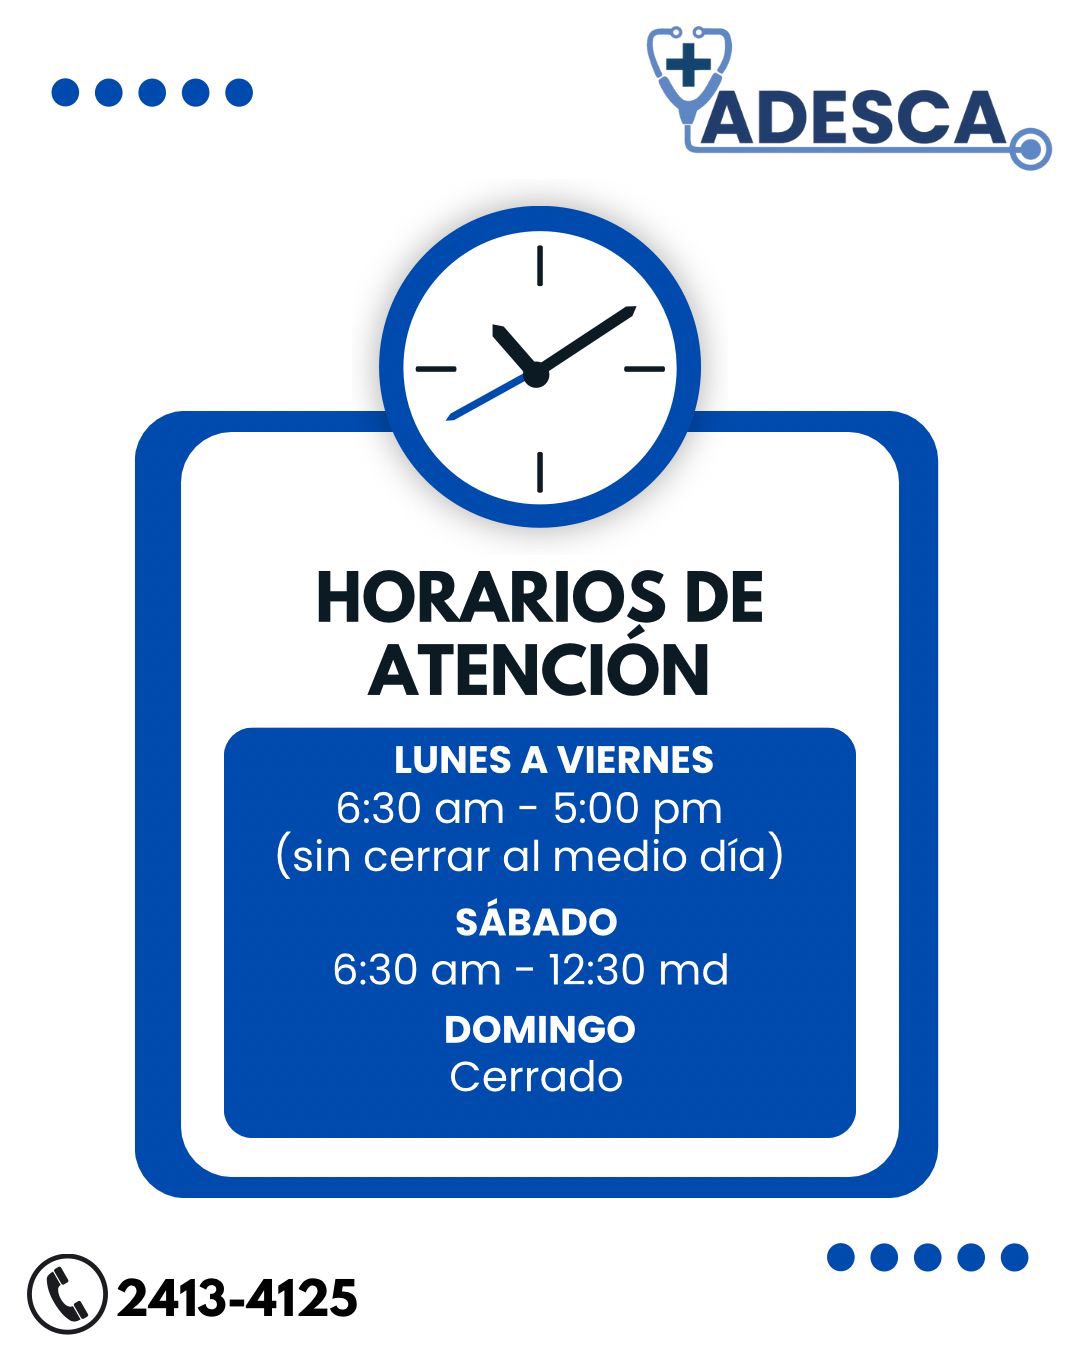 ADESCA
HORARIOS DE
ATENCIÓN
LUNES A VIERNES
6:30 am - 5:00 pm
(sin cerrar al medio día)
SÁBADO
6:30 am - 12:30 md
DOMINGO
Cerrado
2413-4125